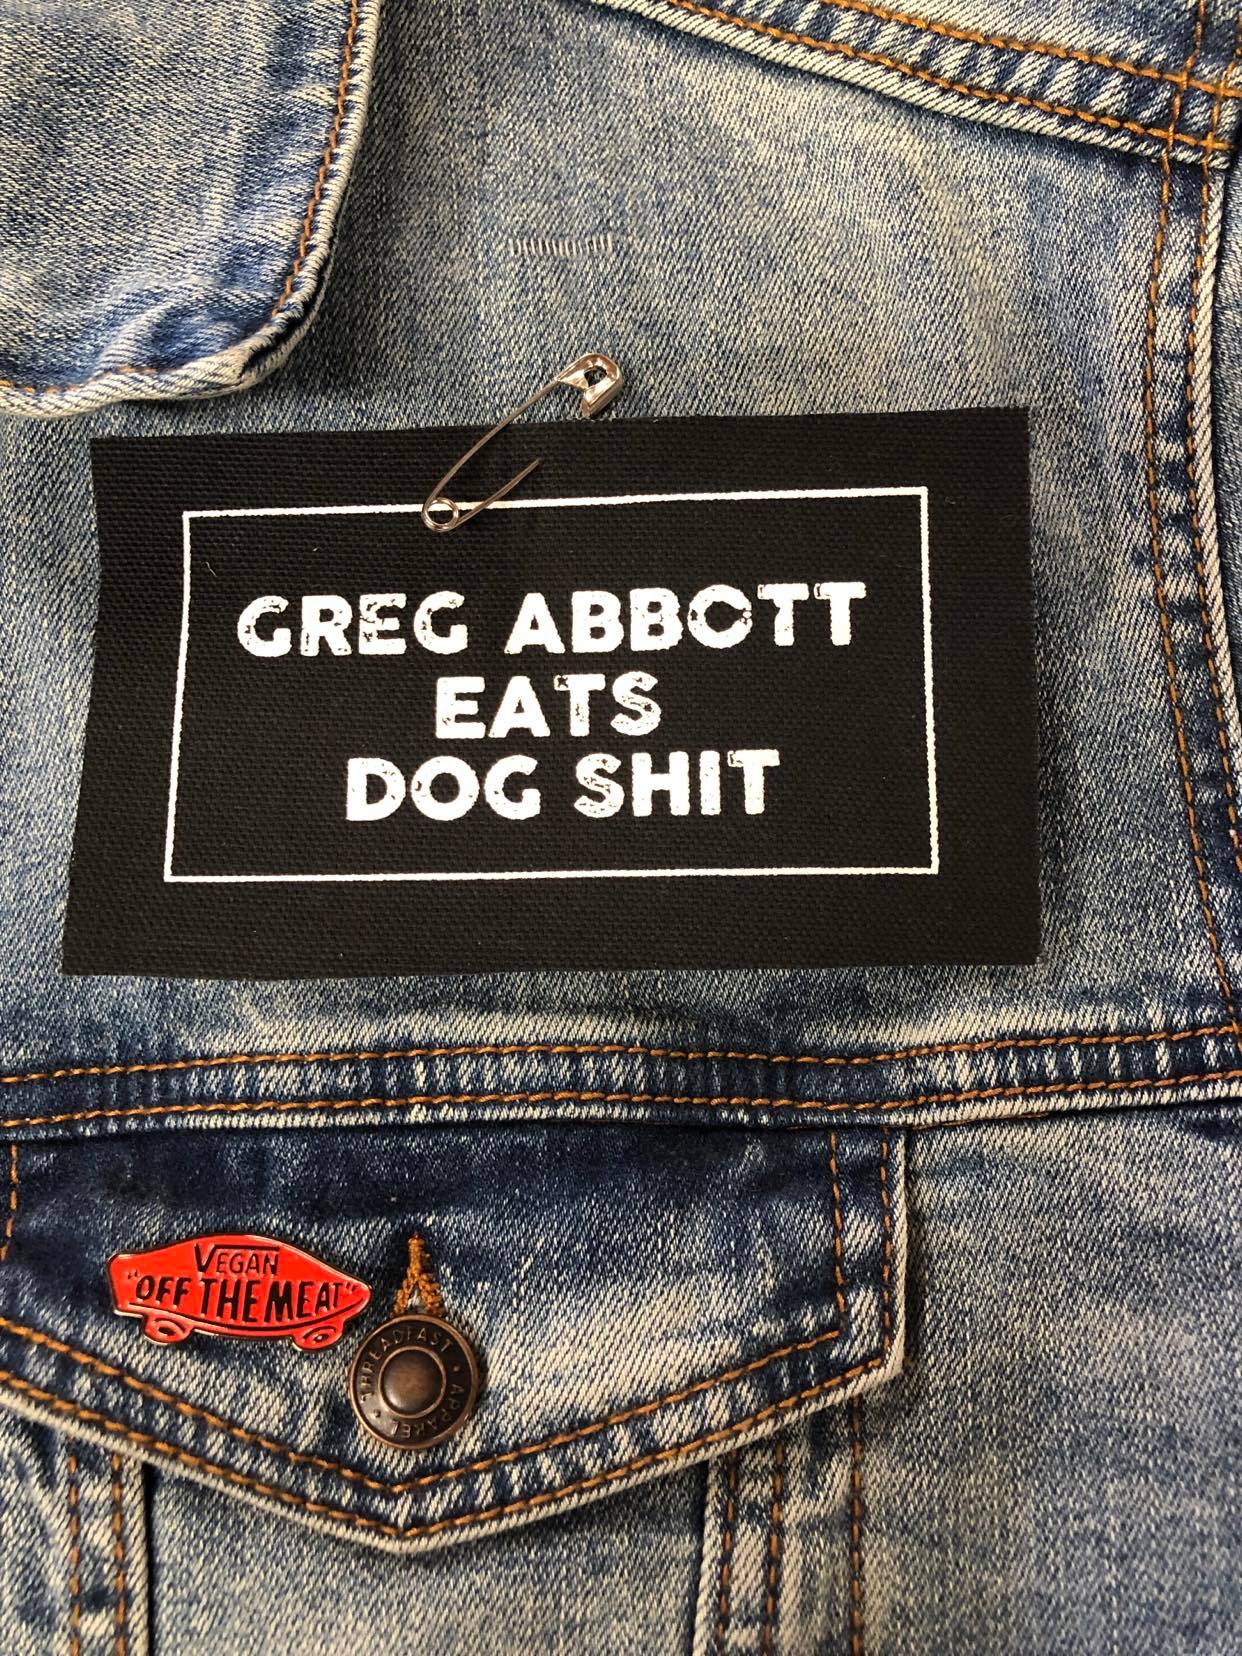 GREG ABBOTT
EATS
DOG SHIT
VEGAN
"OFF THE MEAT"
THREADFAST • APPAREL •